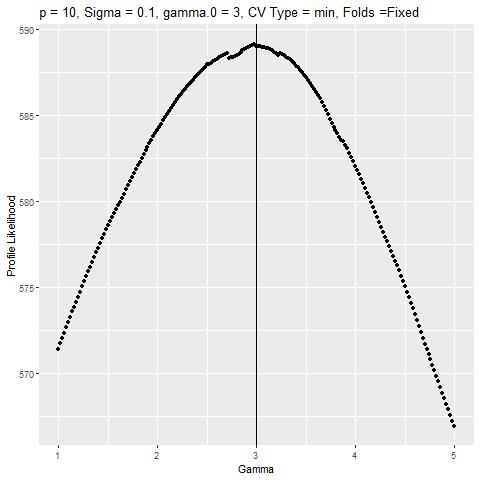 p = 10, Sigma = 0.1, gamma.0 = 3, CV Type = min, Folds =Fixed
590
585
580
575
570
Profile Likelihood
1 2 3 4 5
Gamma